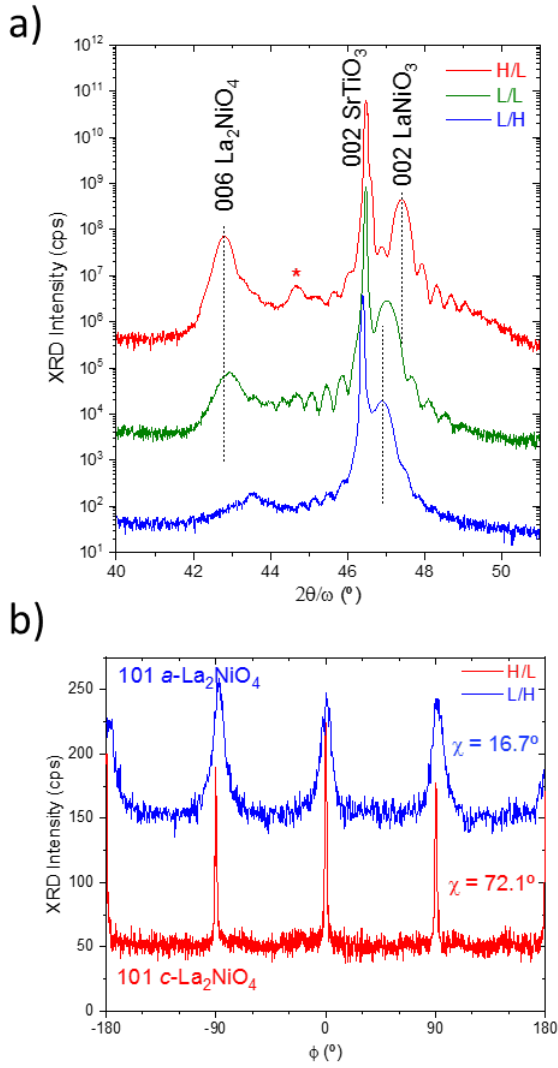 a)
10¹²
10¹¹
10¹⁰
10⁹
10⁸
10⁷
10⁶
10⁵
10⁴
10³
10²
10¹
XRD Intensity (cps)
006 La₂NiO₄
002 SrTiO₃
002 LaNiO₃
H/L
L/L
L/H
*
40 42 44 46 48 50
2θ/ω (º)
b)
250
200
150
100
50
0
XRD Intensity (cps)
101 a-La₂NiO₄
H/L
L/H
χ = 16.7º
χ = 72.1º
101 c-La₂NiO₄
-180 -90 0 90 180
ϕ (º)